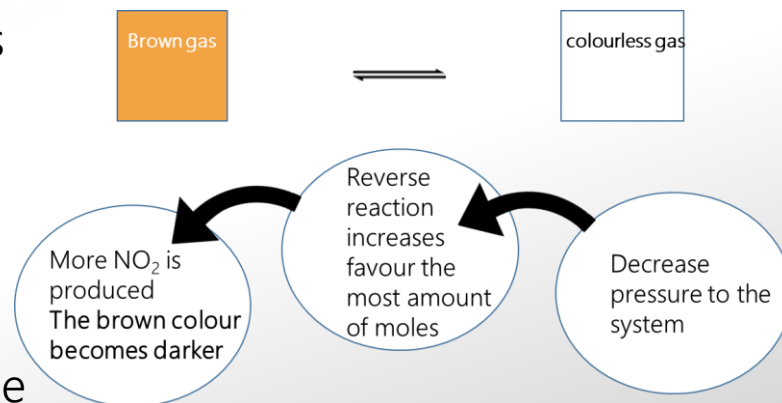 s
Brown gas
colourless gas
Reverse
reaction
increases
favour the
most amount
of moles
More NO₂ is
produced
The brown colour
becomes darker
Decrease
pressure to the
system
e